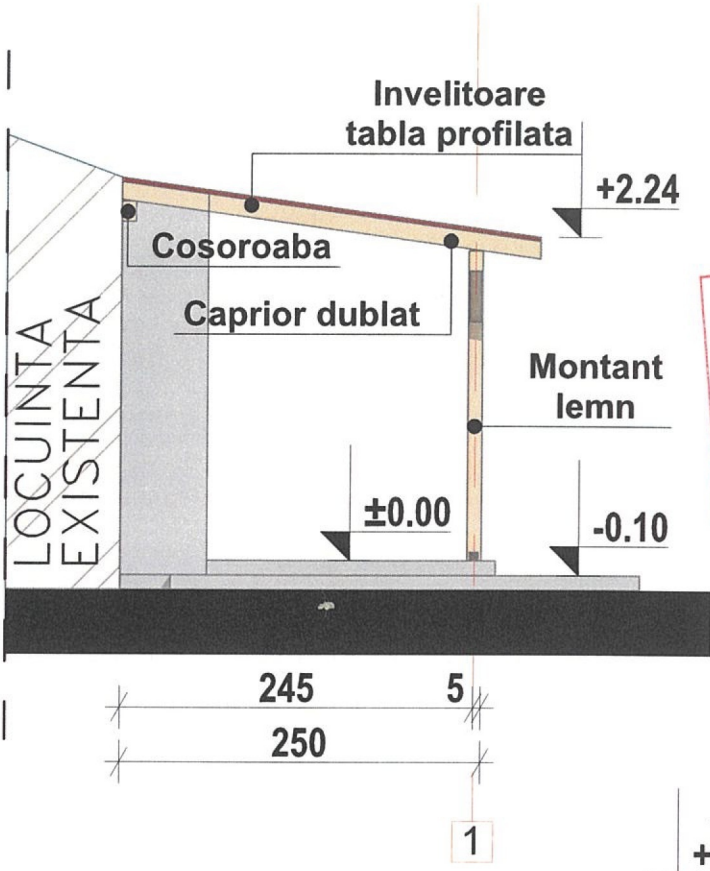 Invelitoare
tabla profilata
+2.24
Cosoroaba
Caprior dublat
LOCUINTA
EXISTENTA
Montant
lemn
±0.00
-0.10
245
5
250
1
+